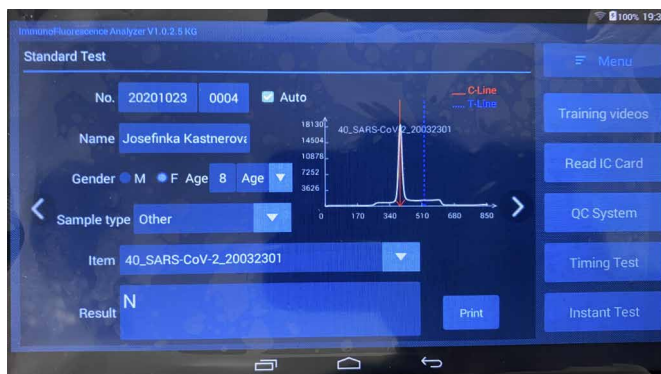 100% 19:3
ImmunoFluorescence Analyzer V1.0.2.5 KG
Standard Test
Menu
No. 20201023 0004 Auto
C-Line
T-Line
Training videos
Name Josefinka Kastnerova
18130
14504
10878
7252
3626
40_SARS-CoV-2_20032301
0 170 340 510 680 850
Gender M F Age 8 Age
Read IC Card
Sample type Other
QC System
Item 40_SARS-CoV-2_20032301
Timing Test
Result N
Print
Instant Test